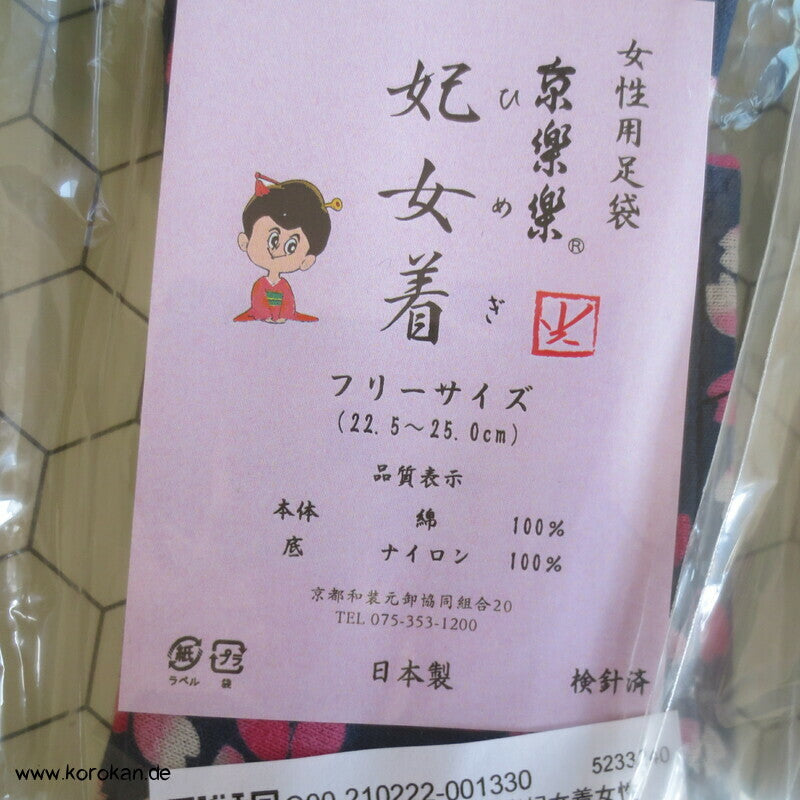 女性用足袋
京樂樂®
妃女着
ひめぎ
フリーサイズ
(22.5～25.0cm)
品質表示
本体 綿 100%
底 ナイロン 100%
京都和装元卸協同組合20
TEL 075-353-1200
紙
ラベル
プラ
袋
日本製
検針済
210222-001330
www.korokan.de